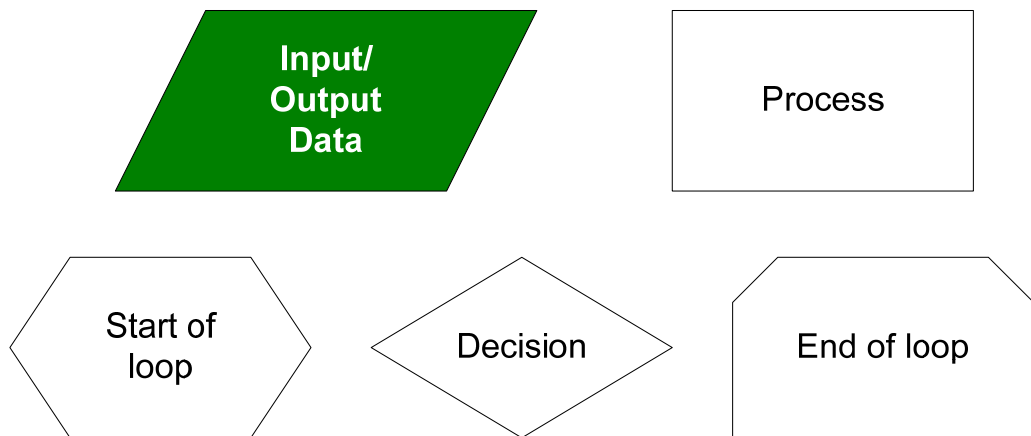 Input/
Output
Data
Process
Start of
loop
Decision
End of loop